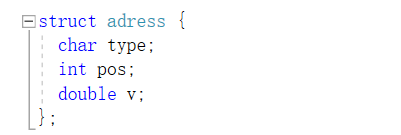 struct adress {
char type;
int pos;
double v;
};